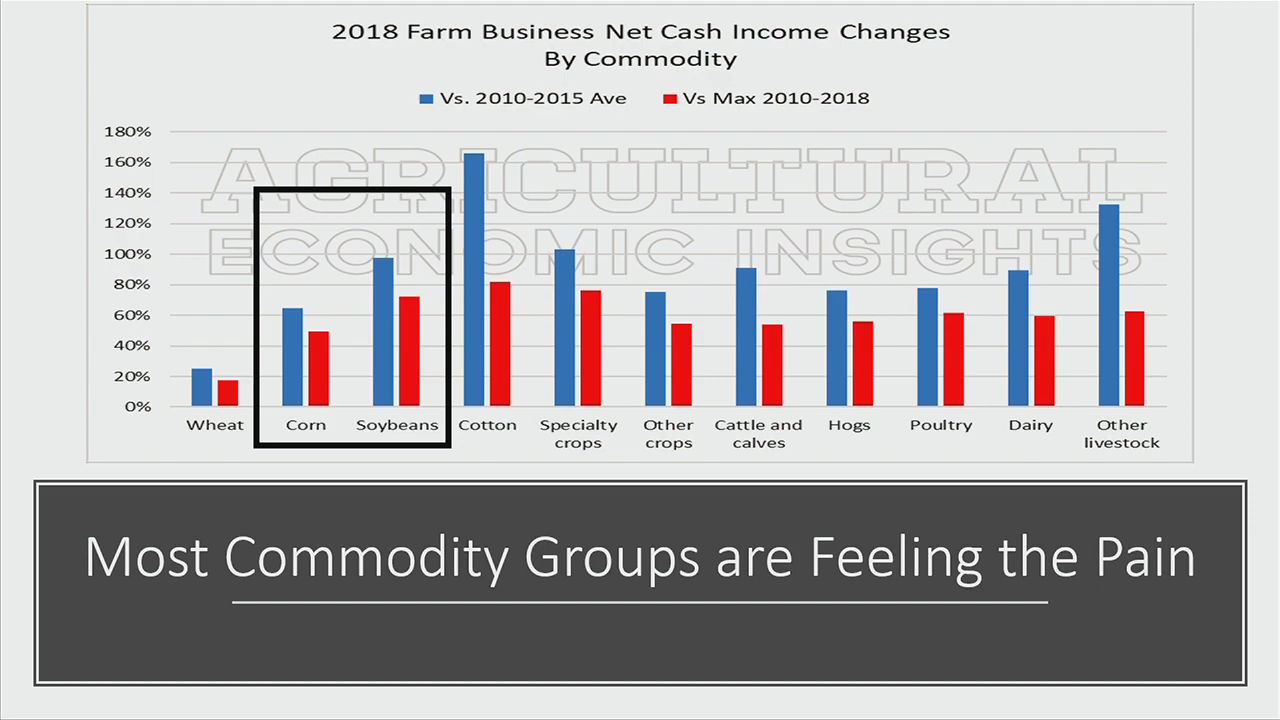 2018 Farm Business Net Cash Income Changes
By Commodity
Vs. 2010-2015 Ave Vs Max 2010-2018
AGRICULTURAL
ECONOMIC INSIGHTS
180%
160%
140%
120%
100%
80%
60%
40%
20%
0%
Wheat Corn Soybeans Cotton Specialty Other Cattle and Hogs Poultry Dairy Other
crops crops calves livestock
Most Commodity Groups are Feeling the Pain